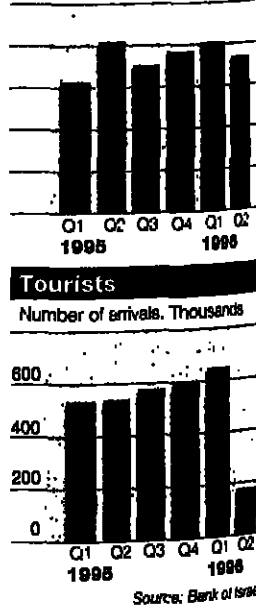 Q1 Q2 Q3 Q4 Q1 Q2
1995 1996
Tourists
Number of arrivals. Thousands
600
400
200
0
Q1 Q2 Q3 Q4 Q1 Q2
1995 1996
Source: Bank of Israe